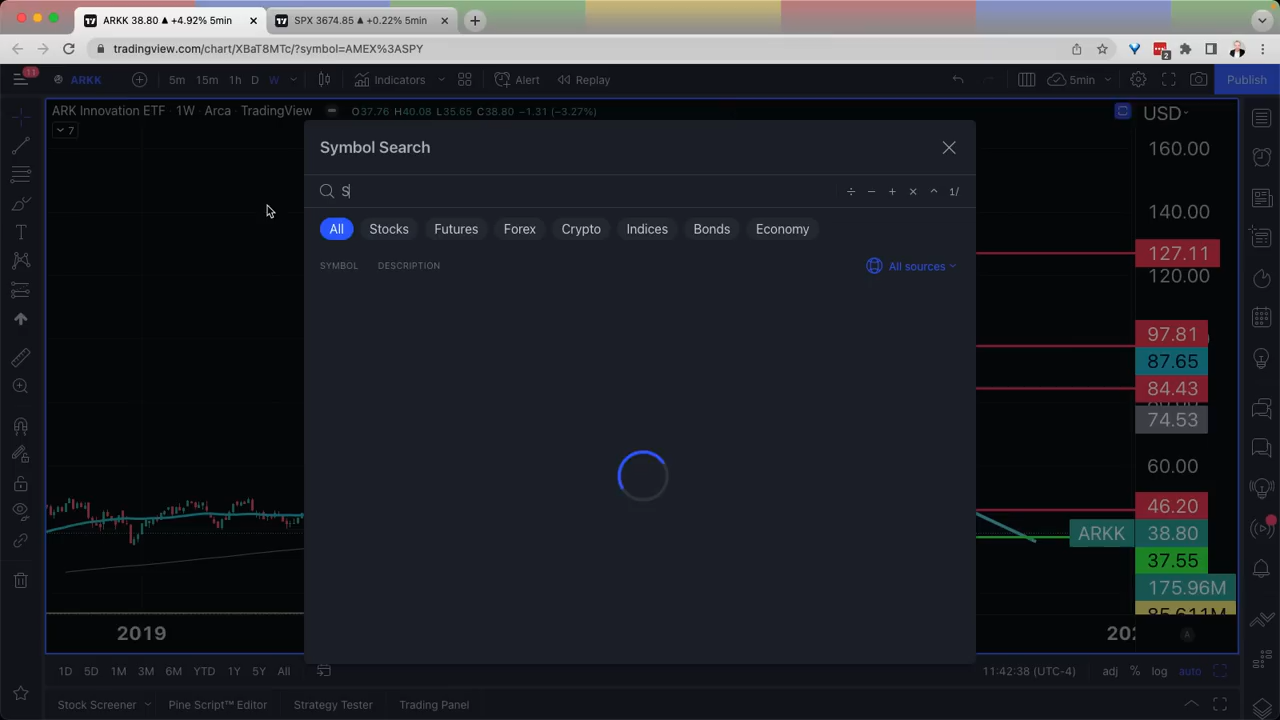 ARKK 38.80 ▲ +4.92% 5min
SPX 3674.85 ▲ +0.22% 5min
tradingview.com/chart/XBaT8MTc/?symbol=AMEX%3ASPY
2
11
ARKK
5m
15m
1h
D
W
Indicators
Alert
Replay
5min
Publish
ARK Innovation ETF · 1W · Arca · TradingView
O37.76 H40.08 L35.65 C38.80 −1.31 (−3.27%)
USD
7
Symbol Search
S
÷ − + × ^ 1/
All
Stocks
Futures
Forex
Crypto
Indices
Bonds
Economy
SYMBOL
DESCRIPTION
All sources
160.00
140.00
127.11
120.00
97.81
87.65
84.43
74.53
60.00
46.20
ARKK
38.80
37.55
175.96M
85.611M
2019
202
A
1D
5D
1M
3M
6M
YTD
1Y
5Y
All
11:42:38 (UTC-4)
adj
%
log
auto
Stock Screener
Pine Script™ Editor
Strategy Tester
Trading Panel